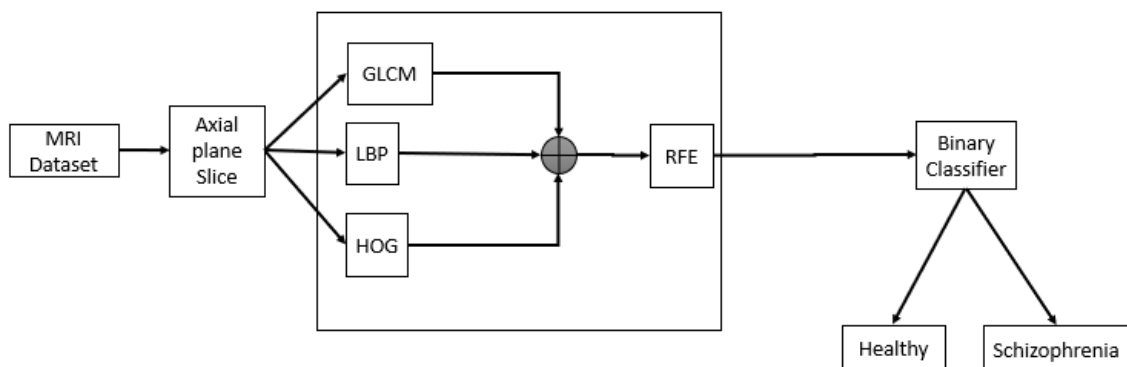 MRI
Dataset
Axial
plane
Slice
GLCM
LBP
HOG
RFE
Binary
Classifier
Healthy
Schizophrenia